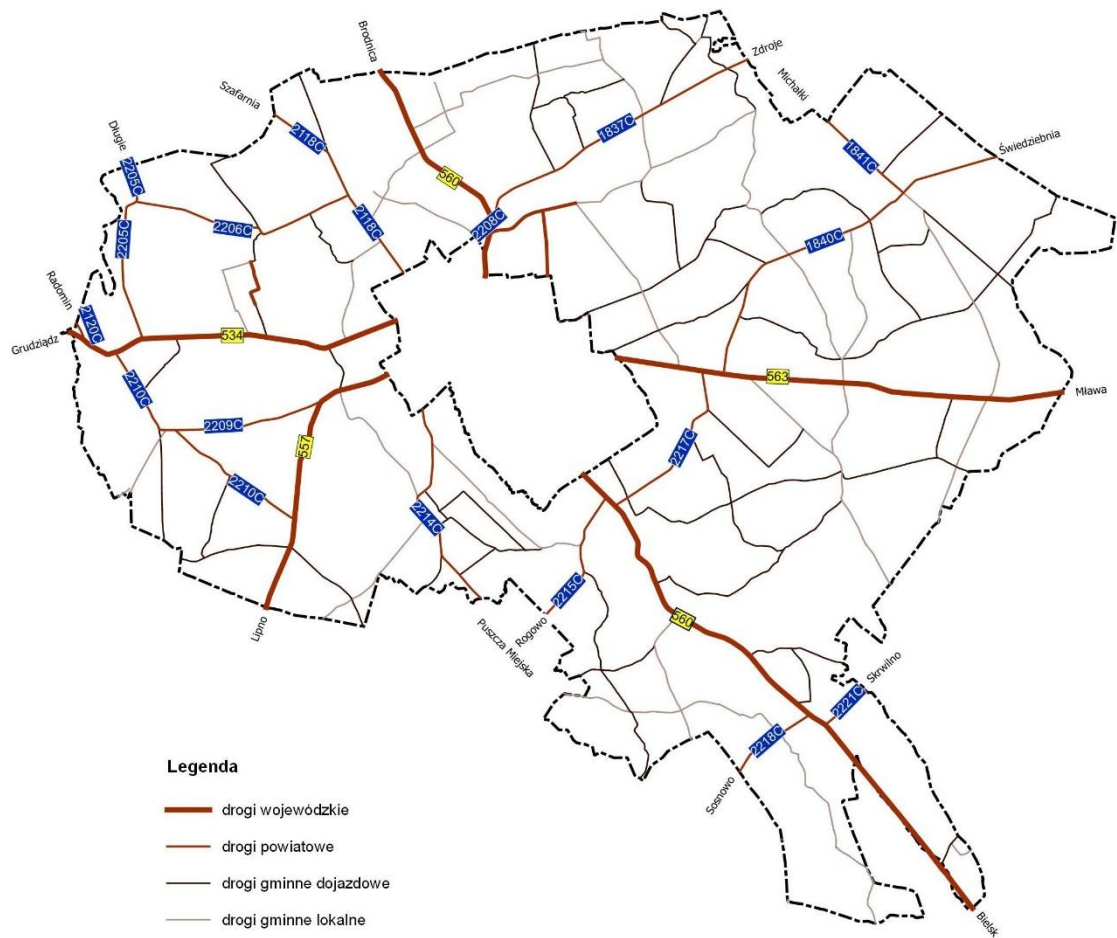 Brodnica
Zdroje
Michałki
Szafarnia
Długie
Świedziebnia
2118C
1837C
1841C
2205C
560
2206C
2118C
2208C
2205C
1840C
Radomin
2120C
Grudziądz
534
563
Mława
2210C
2209C
557
2217C
2210C
2214C
2215C
Rogowo
Lipno
560
Puszcza Miejska
Skrwilno
2221C
2218C
Sosnowo
Bielsk
Legenda
drogi wojewódzkie
drogi powiatowe
drogi gminne dojazdowe
drogi gminne lokalne